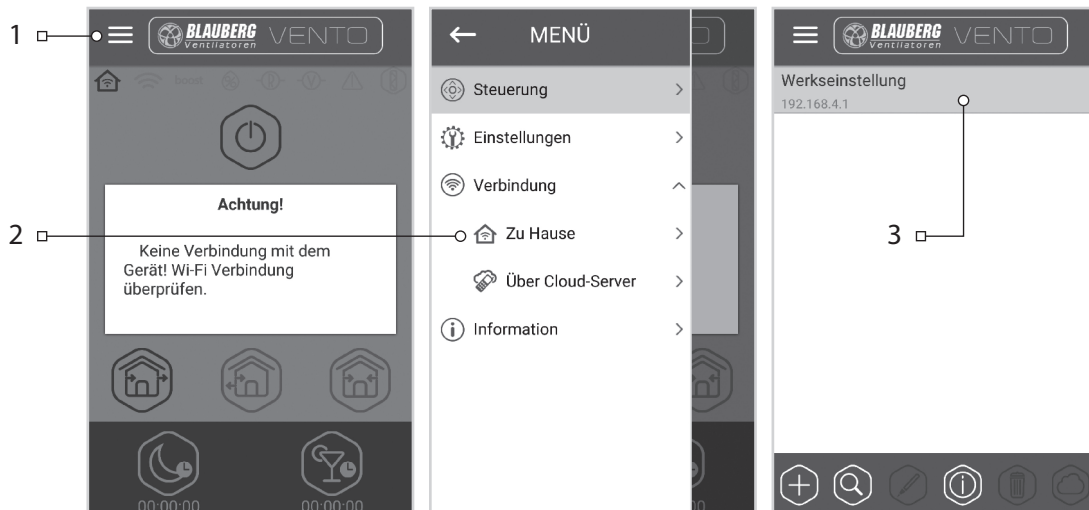 1
BLAUBERG
Ventilatoren
VENTO
boost
Achtung!
Keine Verbindung mit dem
Gerät! Wi-Fi Verbindung
überprüfen.
00:00:00
00:00:00
2
MENÜ
Steuerung
Einstellungen
Verbindung
Zu Hause
Über Cloud-Server
Information
BLAUBERG
Ventilatoren
VENTO
Werkseinstellung
192.168.4.1
3